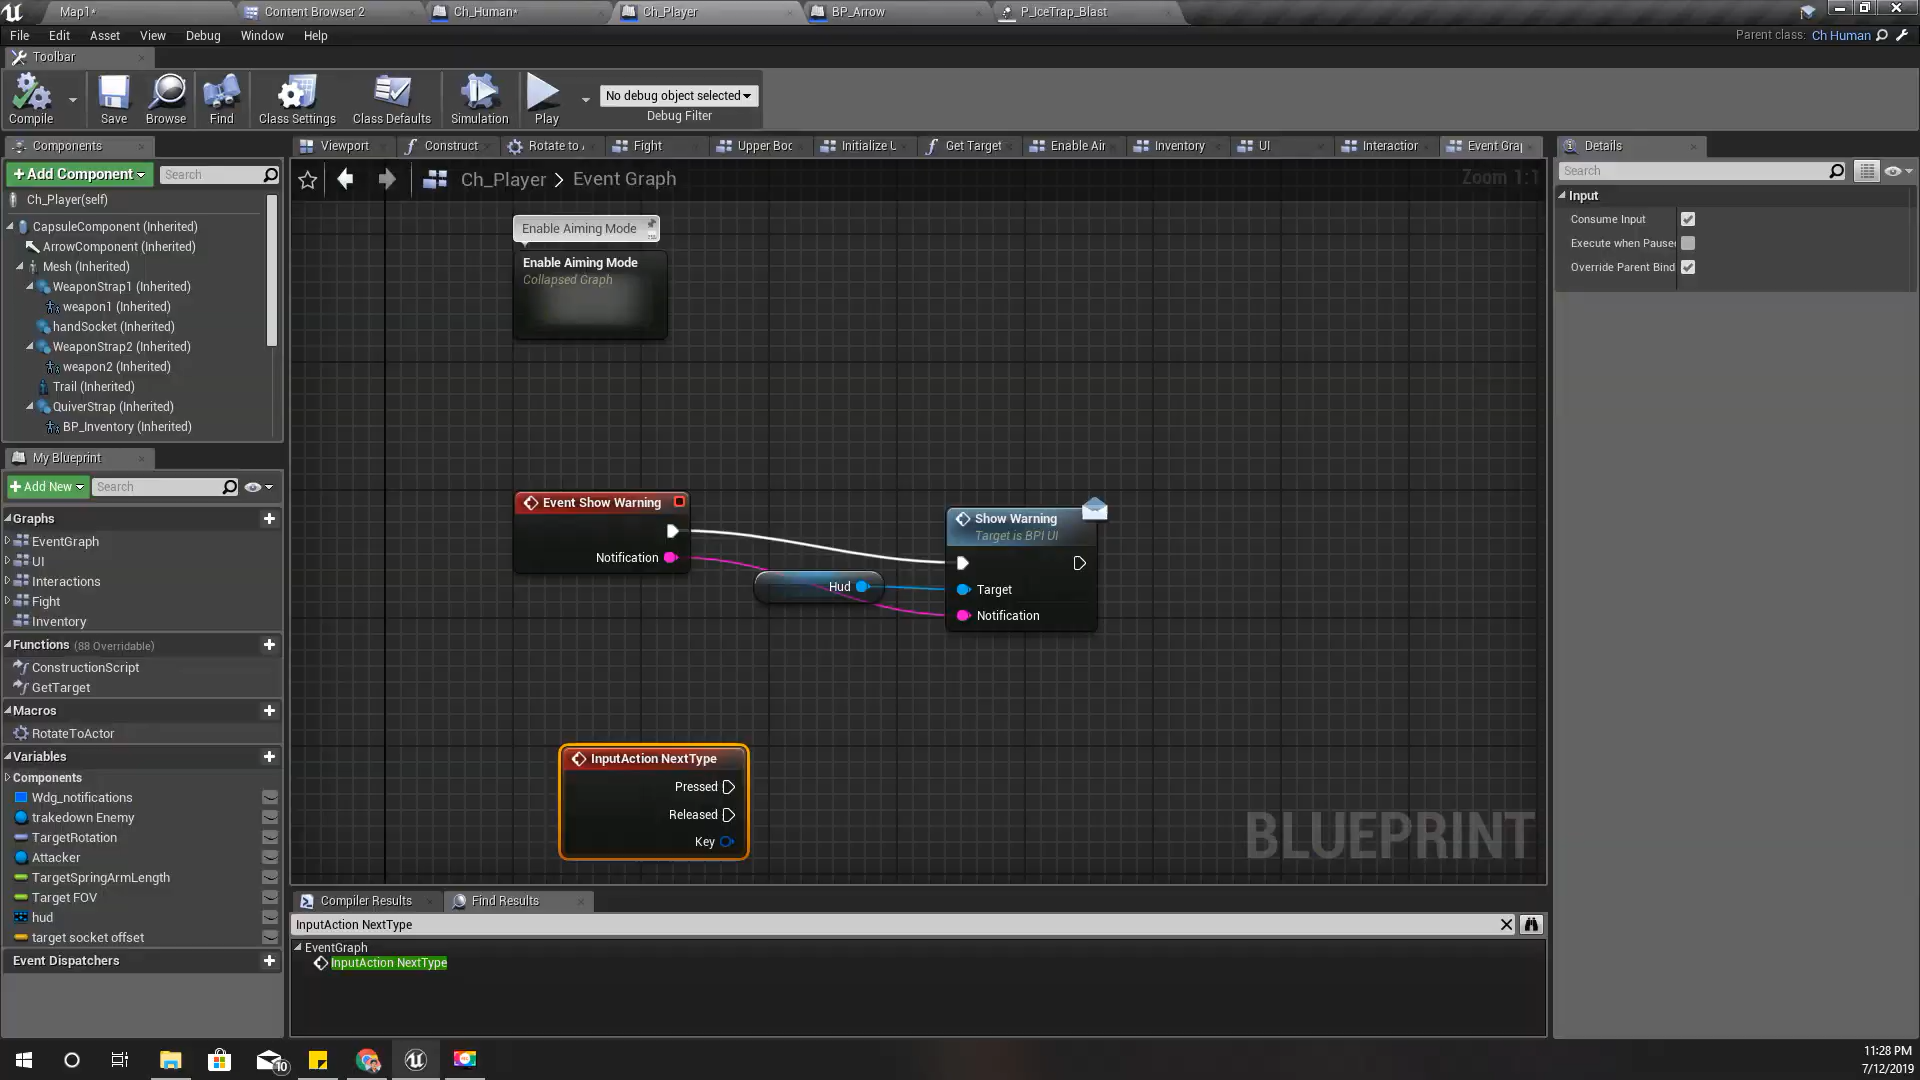 Map1*
Content Browser 2
Ch_Human*
Ch_Player
BP_Arrow
P_IceTrap_Blast
File Edit Asset View Debug Window Help
Parent class: Ch Human
Toolbar
Compile
Save
Browse
Find
Class Settings
Class Defaults
Simulation
Play
No debug object selected
Debug Filter
Components
+Add Component
Search
Ch_Player(self)
CapsuleComponent (Inherited)
ArrowComponent (Inherited)
Mesh (Inherited)
WeaponStrap1 (Inherited)
weapon1 (Inherited)
handSocket (Inherited)
WeaponStrap2 (Inherited)
weapon2 (Inherited)
Trail (Inherited)
QuiverStrap (Inherited)
BP_Inventory (Inherited)
My Blueprint
+Add New
Search
Graphs
EventGraph
UI
Interactions
Fight
Inventory
Functions (88 Overridable)
ConstructionScript
GetTarget
Macros
RotateToActor
Variables
Components
Wdg_notifications
trakedown Enemy
TargetRotation
Attacker
TargetSpringArmLength
Target FOV
hud
target socket offset
Event Dispatchers
Viewport
Construct
Rotate to
Fight
Upper Boc
Initialize U
Get Target
Enable Air
Inventory
UI
Interaction
Event Gra
Ch_Player > Event Graph
Zoom 1:1
Enable Aiming Mode
Enable Aiming Mode
Collapsed Graph
Event Show Warning
Notification
Hud
Show Warning
Target is BPI UI
Target
Notification
InputAction NextType
Pressed
Released
Key
BLUEPRINT
Compiler Results
Find Results
InputAction NextType
EventGraph
InputAction NextType
Details
Search
Input
Consume Input
Execute when Pause
Override Parent Bind
10
11:28 PM
7/12/2019